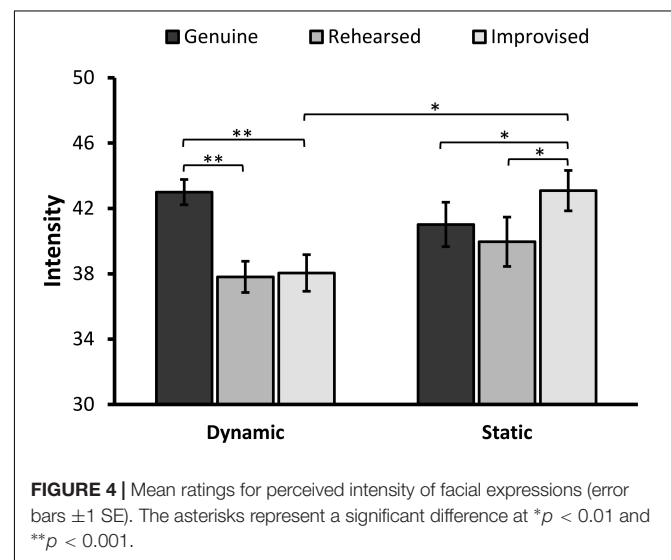 Genuine Rehearsed Improvised
50
*
46
** * 
** *
42
38
34
30
Intensity
Dynamic Static
FIGURE 4 | Mean ratings for perceived intensity of facial expressions (error
bars ±1 SE). The asterisks represent a significant difference at *p < 0.01 and
**p < 0.001.